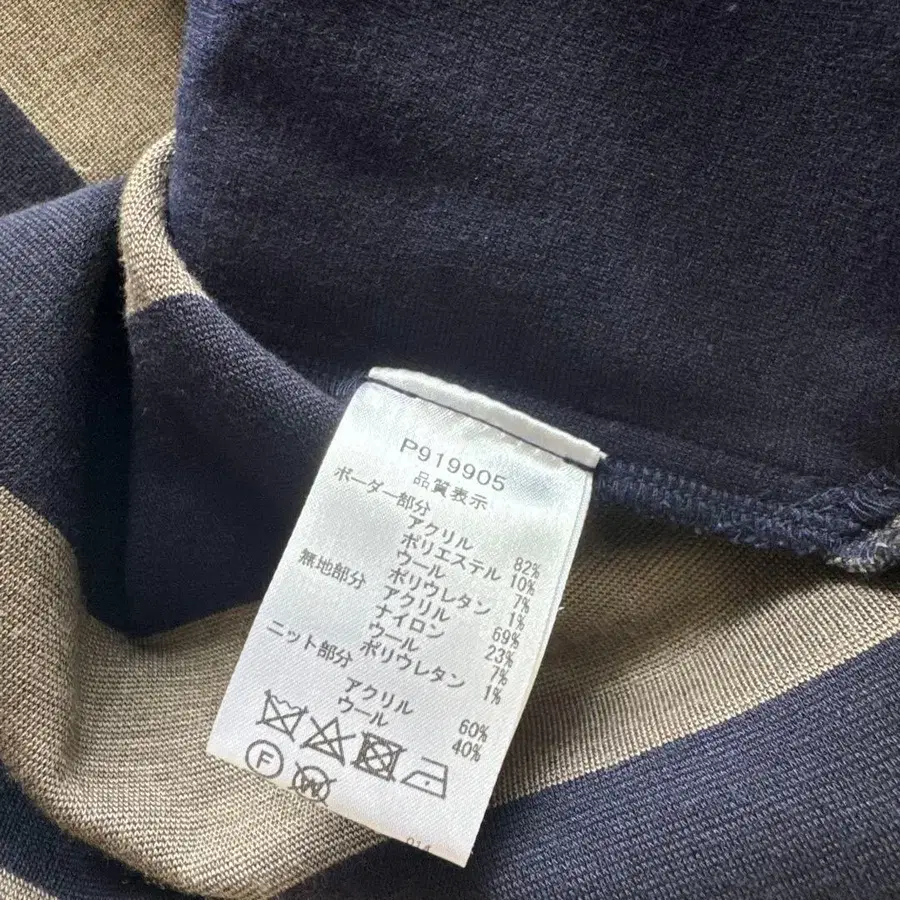 P919905
品質表示
ボーダー部分
アクリル 82%
ポリエステル 10%
ウール 7%
ポリウレタン 1%
無地部分
アクリル 69%
ナイロン 23%
ウール 7%
ポリウレタン 1%
ニット部分
アクリル 60%
ウール 40%
F W
014